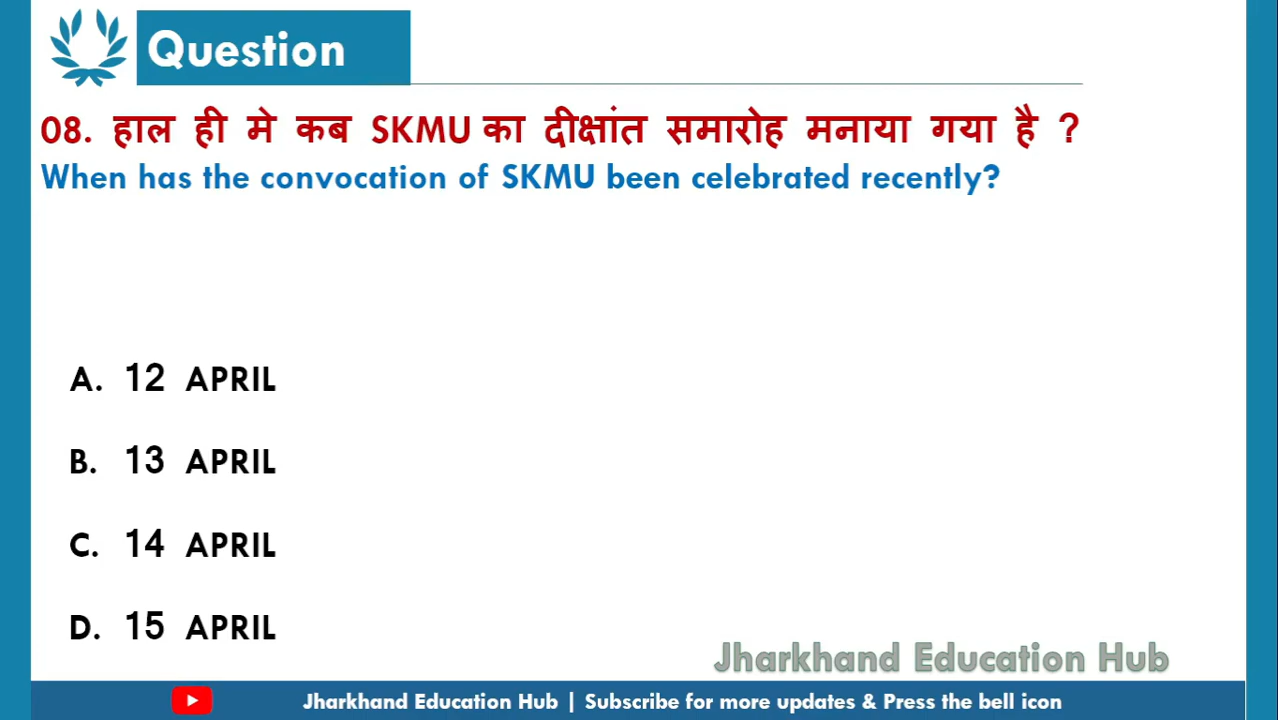 Question
08. हाल ही मे कब SKMU का दीक्षांत समारोह मनाया गया है ?
When has the convocation of SKMU been celebrated recently?
A. 12 APRIL
B. 13 APRIL
C. 14 APRIL
D. 15 APRIL
Jharkhand Education Hub
Jharkhand Education Hub | Subscribe for more updates & Press the bell icon